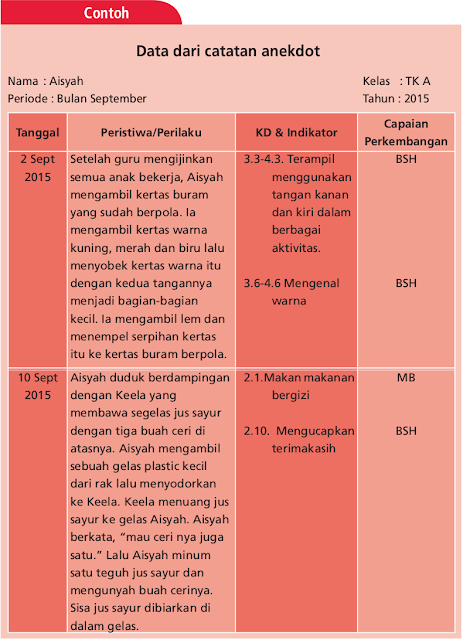 Contoh
Data dari catatan anekdot
Nama : Aisyah
Kelas : TK A
Periode : Bulan September
Tahun : 2015
Tanggal
Peristiwa/Perilaku
KD & Indikator
Capaian
Perkembangan
2 Sept
2015
Setelah guru mengijinkan
semua anak bekerja, Aisyah
mengambil kertas buram
yang sudah berpola. Ia
mengambil kertas warna
kuning, merah dan biru lalu
menyobek kertas warna itu
dengan kedua tangannya
menjadi bagian-bagian
kecil. Ia mengambil lem dan
menempel serpihan kertas
itu ke kertas buram berpola.
3.3-4.3. Terampil
menggunakan
tangan kanan
dan kiri dalam
berbagai
aktivitas.
3.6-4.6 Mengenal
warna
BSH
BSH
10 Sept
2015
Aisyah duduk berdampingan
dengan Keela yang
membawa segelas jus sayur
dengan tiga buah ceri di
atasnya. Aisyah mengambil
sebuah gelas plastic kecil
dari rak lalu menyodorkan
ke Keela. Keela menuang jus
sayur ke gelas Aisyah. Aisyah
berkata, “mau ceri nya juga
satu.” Lalu Aisyah minum
satu teguh jus sayur dan
mengunyah buah cerinya.
Sisa jus sayur dibiarkan di
dalam gelas.
2.1.Makan makanan
bergizi
2.10. Mengucapkan
terimakasih
MB
BSH